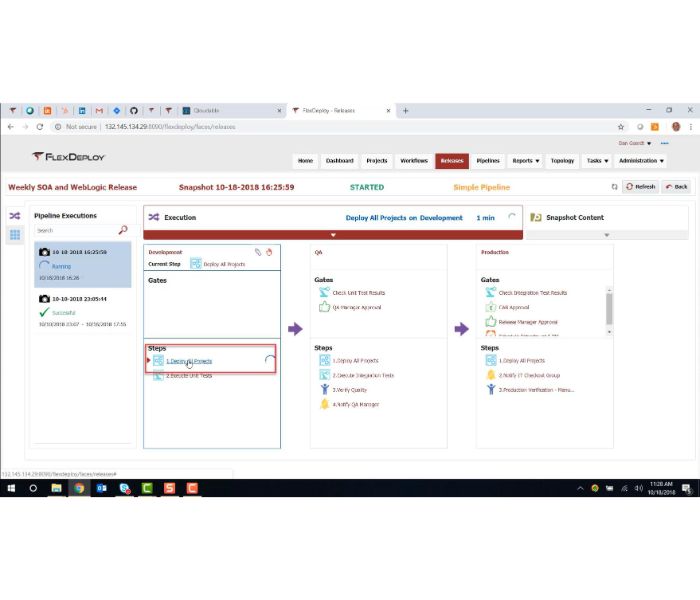 Qloudable
FlexDeploy - Releases
Not secure | 132.145.134.29:8090/flexdeploy/faces/releases
Dan Goerdt
FLEXDEPLOY
Home Dashboard Projects Workflows Releases Pipelines Reports Topology Tasks Administration
Weekly SOA and WebLogic Release Snapshot 10-18-2018 16:25:59 STARTED Simple Pipeline Refresh Back
Pipeline Executions
Search
10-18-2018 16:25:59
Running
10/18/2018 16:26 -
10-10-2018 23:05:44
Successful
10/10/2018 23:07 - 10/16/2018 17:55
Execution Deploy All Projects on Development 1 min
Snapshot Content
Development
Current Step Deploy All Projects
Gates
Steps
1.Deploy All Projects
2.Execute Unit Tests
QA
Gates
Check Unit Test Results
QA Manager Approval
Steps
1.Deploy All Projects
2.Execute Integration Tests
3.Verify Quality
4.Notify QA Manager
Production
Gates
Check Integration Test Results
CAB Approval
Release Manager Approval
Steps
1.Deploy All Projects
2.Notify IT Checkout Group
3.Production Verification - Manu...
132.145.134.29:8090/flexdeploy/faces/releases#
11:28 AM
10/18/2018